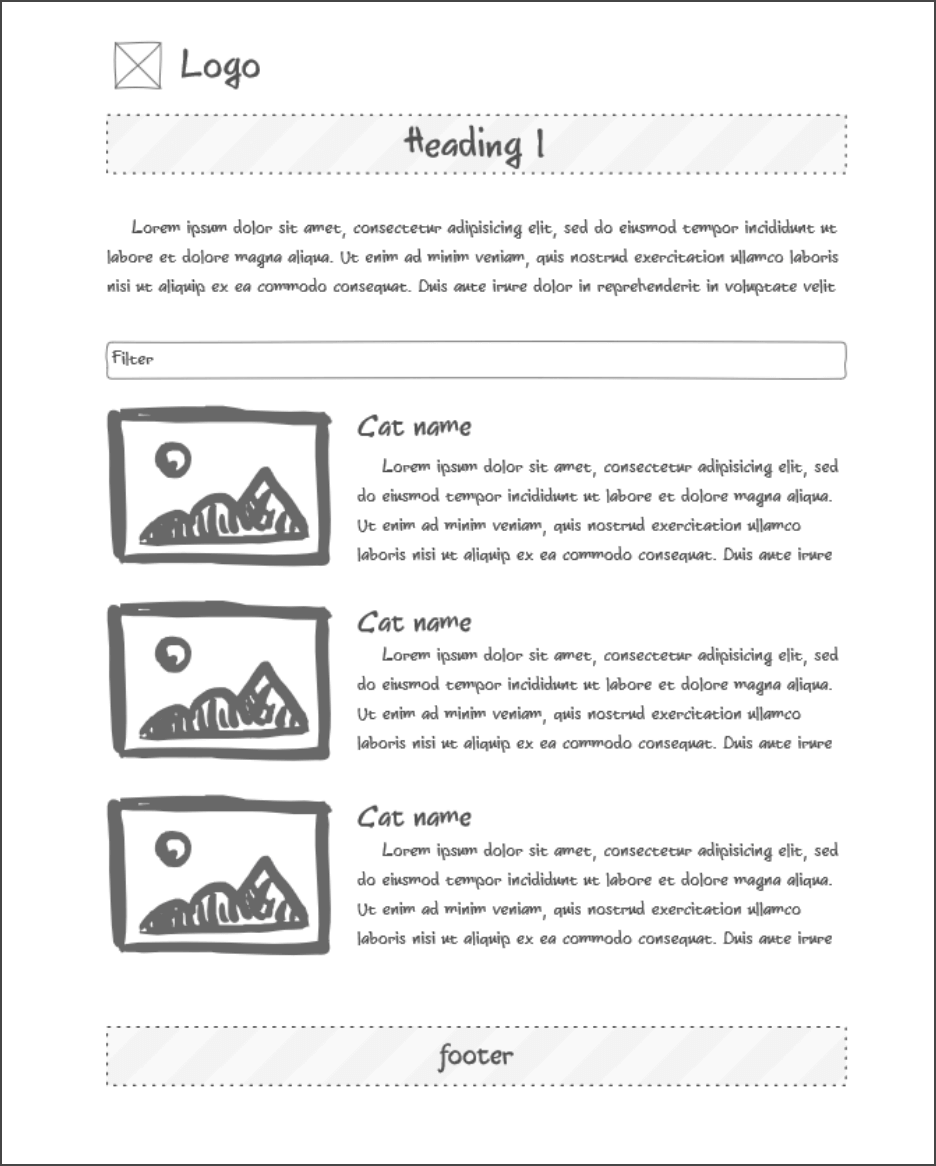 Logo
Heading 1
Lorem ipsum dolor sit amet, consectetur adipisicing elit, sed do eiusmod tempor incididunt ut
labore et dolore magna aliqua. Ut enim ad minim veniam, quis nostrud exercitation ullamco laboris
nisi ut aliquip ex ea commodo consequat. Duis aute irure dolor in reprehenderit in voluptate velit
Filter
Cat name
Lorem ipsum dolor sit amet, consectetur adipisicing elit, sed
do eiusmod tempor incididunt ut labore et dolore magna aliqua.
Ut enim ad minim veniam, quis nostrud exercitation ullamco
laboris nisi ut aliquip ex ea commodo consequat. Duis aute irure
Cat name
Lorem ipsum dolor sit amet, consectetur adipisicing elit, sed
do eiusmod tempor incididunt ut labore et dolore magna aliqua.
Ut enim ad minim veniam, quis nostrud exercitation ullamco
laboris nisi ut aliquip ex ea commodo consequat. Duis aute irure
Cat name
Lorem ipsum dolor sit amet, consectetur adipisicing elit, sed
do eiusmod tempor incididunt ut labore et dolore magna aliqua.
Ut enim ad minim veniam, quis nostrud exercitation ullamco
laboris nisi ut aliquip ex ea commodo consequat. Duis aute irure
footer